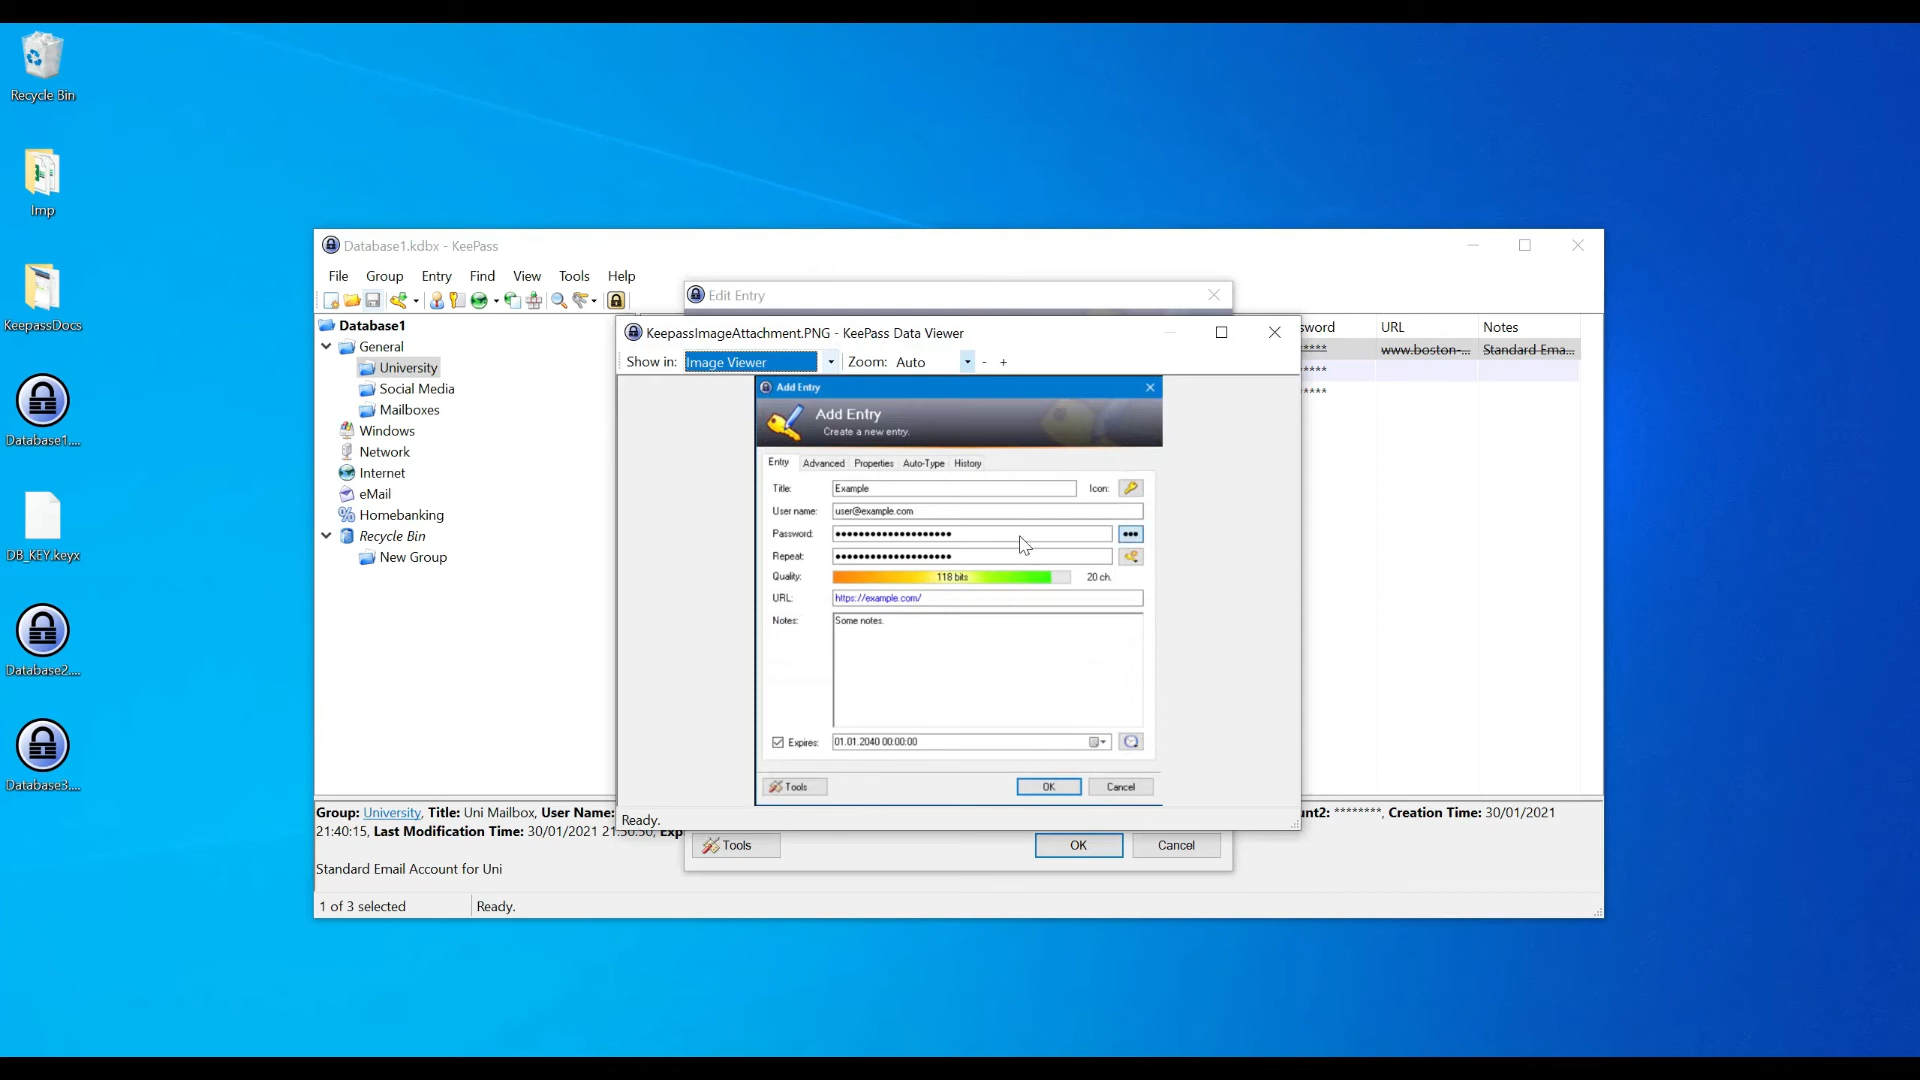 Recycle Bin
Imp
KeepassDocs
Database1....
DB_KEY.keyx
Database2....
Database3....
Database1.kdbx - KeePass
File Group Entry Find View Tools Help
Database1
General
University
Social Media
Mailboxes
Windows
Network
Internet
eMail
Homebanking
Recycle Bin
New Group
Edit Entry
sword URL Notes
**** www.boston-... Standard Ema...
****
****
KeepassImageAttachment.PNG - KeePass Data Viewer
Show in: Image Viewer Zoom: Auto - +
Add Entry
Add Entry
Create a new entry.
Entry Advanced Properties Auto-Type History
Title: Example Icon:
User name: user@example.com
Password: ••••••••••••••••••••
Repeat: ••••••••••••••••••••
Quality: 118 bits 20 ch.
URL: https://example.com/
Notes: Some notes.
Expires: 01.01.2040 00:00:00
Tools OK Cancel
Ready.
Tools OK Cancel
Group: University, Title: Uni Mailbox, User Name: unt2: ********, Creation Time: 30/01/2021
21:40:15, Last Modification Time: 30/01/2021 Exp
Standard Email Account for Uni
1 of 3 selected Ready.